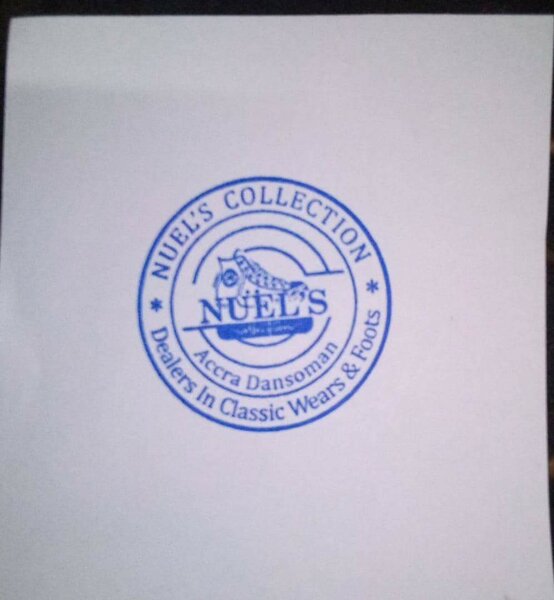 NUEL'S COLLECTION
NUEL'S
Accra Dansoman
Dealers In Classic Wears & Foots